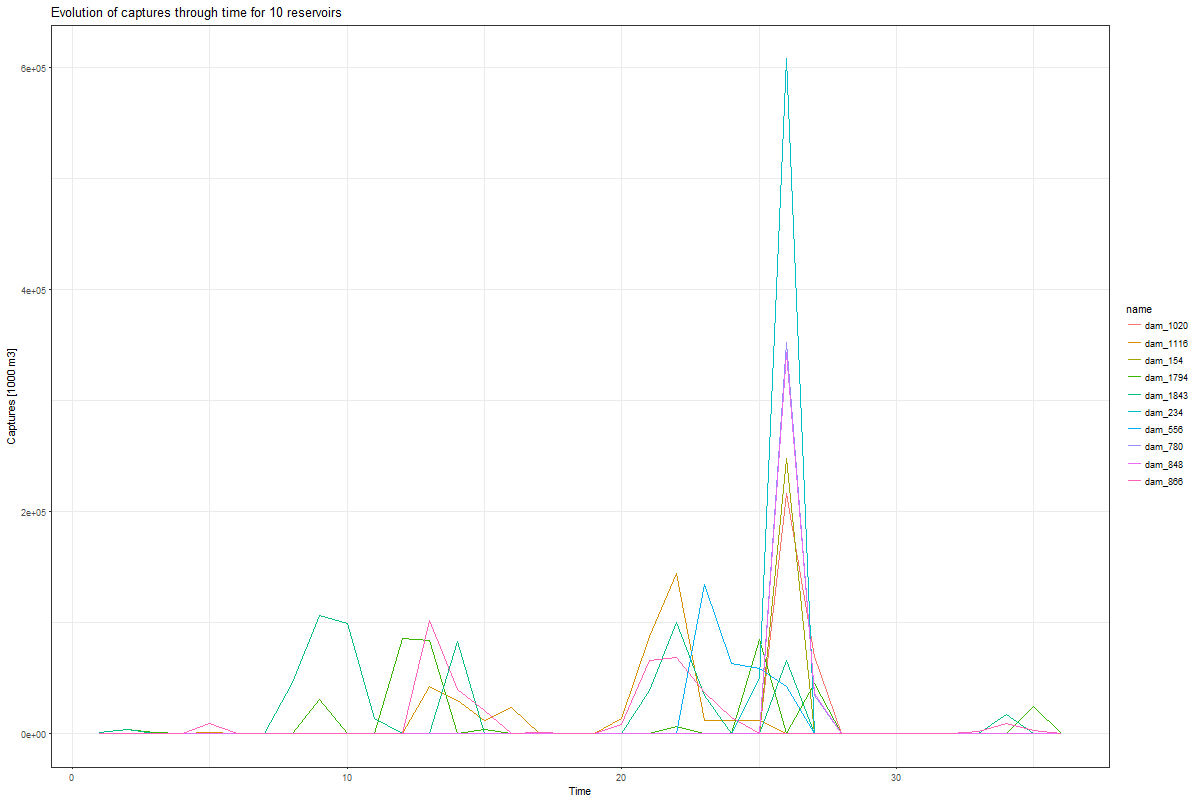 Evolution of captures through time for 10 reservoirs
6e+05
4e+05
2e+05
0e+00
Captures [1000 m3]
0
10
20
30
Time
name
dam_1020
dam_1116
dam_154
dam_1794
dam_1843
dam_234
dam_556
dam_780
dam_848
dam_866